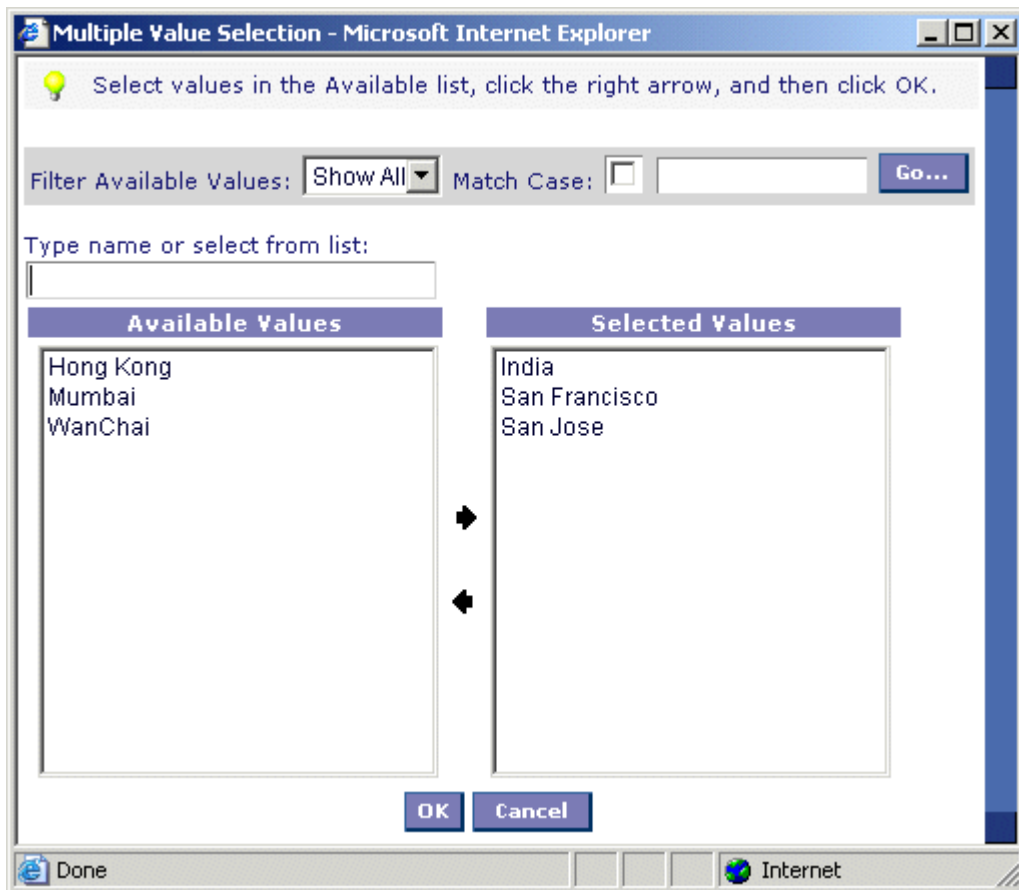 Multiple Value Selection - Microsoft Internet Explorer
Select values in the Available list, click the right arrow, and then click OK.
Filter Available Values: Show All Match Case: Go...
Type name or select from list:
Available Values Selected Values
Hong Kong India
Mumbai San Francisco
WanChai San Jose
OK Cancel
Done Internet